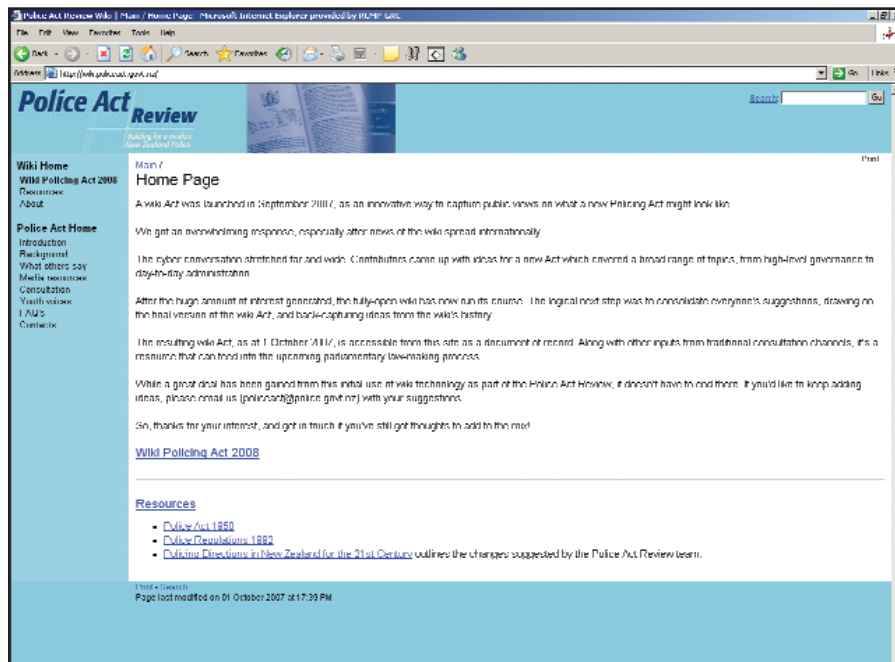 Police Act Review Wiki | Main / Home Page - Microsoft Internet Explorer provided by RCMP GRC
File Edit View Favorites Tools Help
Back Search Favorites
Address http://wiki.policeact.govt.nz/ Go Links
Police Act
Review
Building for a modern
New Zealand Police
Search: Go
Print
Wiki Home
Wiki Policing Act 2008
Resources
About
Police Act Home
Introduction
Background
What others say
Media resources
Consultation
Youth voices
FAQ's
Contacts
Main /
Home Page
A wiki Act was launched in September 2007, as an innovative way to capture public views on what a new Policing Act might look like.
We got an overwhelming response, especially after news of the wiki spread internationally.
The cyber conversation stretched far and wide. Contributors came up with ideas for a new Act which covered a broad range of topics, from high-level governance to
day-to-day administration.
After the huge amount of interest generated, the fully-open wiki has now run its course. The logical next step was to consolidate everyone's suggestions, drawing on
the final version of the wiki Act, and back-capturing ideas from the wiki's history.
The resulting wiki Act, as at 1 October 2007, is accessible from this site as a document of record. Along with other inputs from traditional consultation channels, it's a
resource that can feed into the upcoming parliamentary law-making process.
While a great deal has been gained from this initial use of wiki technology as part of the Police Act Review, it doesn't have to end there. If you'd like to keep adding
ideas, please email us (policeact@police.govt.nz) with your suggestions.
So, thanks for your interest, and get in touch if you've still got thoughts to add to the mix!
Wiki Policing Act 2008
Resources
Police Act 1958
Police Regulations 1992
Policing Directions in New Zealand for the 21st Century outlines the changes suggested by the Police Act Review team.
Print - Search
Page last modified on 01 October 2007 at 17:39 PM